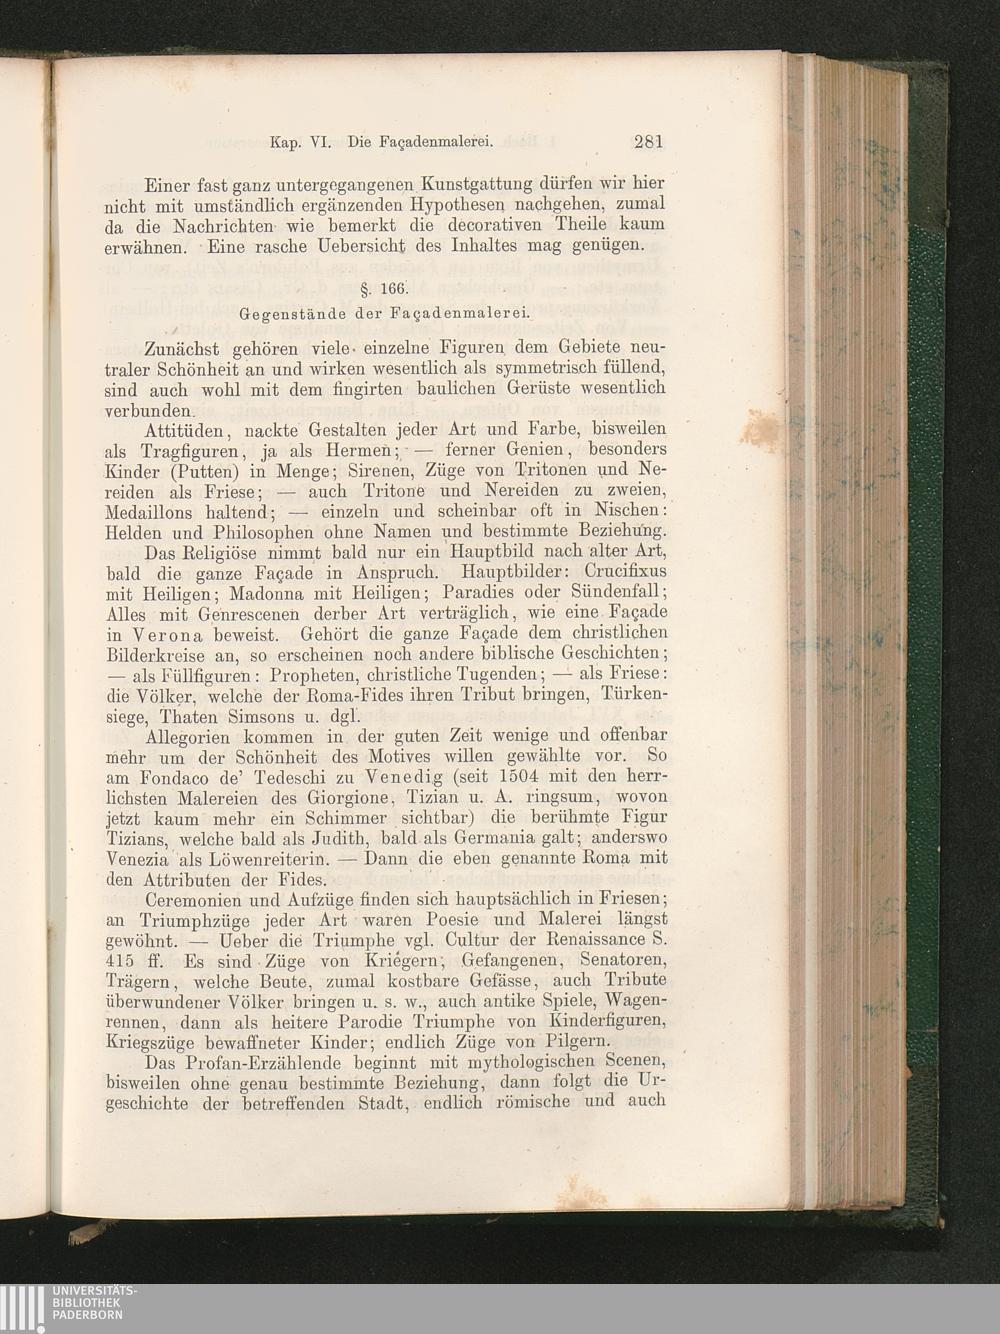 Kap. VI. Die Façadenmalerei. 281
Einer fast ganz untergegangenen Kunstgattung dürfen wir hier
nicht mit umständlich ergänzenden Hypothesen nachgehen, zumal
da die Nachrichten wie bemerkt die decorativen Theile kaum
erwähnen. Eine rasche Uebersicht des Inhaltes mag genügen.
§. 166.
Gegenstände der Façadenmalerei.
Zunächst gehören viele einzelne Figuren dem Gebiete neu-
traler Schönheit an und wirken wesentlich als symmetrisch füllend,
sind auch wohl mit dem fingirten baulichen Gerüste wesentlich
verbunden.
Attitüden, nackte Gestalten jeder Art und Farbe, bisweilen
als Tragfiguren, ja als Hermen; — ferner Genien, besonders
Kinder (Putten) in Menge; Sirenen, Züge von Tritonen und Ne-
reiden als Friese; — auch Tritone und Nereiden zu zweien,
Medaillons haltend; — einzeln und scheinbar oft in Nischen:
Helden und Philosophen ohne Namen und bestimmte Beziehung.
Das Religiöse nimmt bald nur ein Hauptbild nach alter Art,
bald die ganze Façade in Anspruch. Hauptbilder: Crucifixus
mit Heiligen; Madonna mit Heiligen; Paradies oder Sündenfall;
Alles mit Genrescenen derber Art verträglich, wie eine Façade
in Verona beweist. Gehört die ganze Façade dem christlichen
Bilderkreise an, so erscheinen noch andere biblische Geschichten;
— als Füllfiguren: Propheten, christliche Tugenden; — als Friese:
die Völker, welche der Roma-Fides ihren Tribut bringen, Türken-
siege, Thaten Simsons u. dgl.
Allegorien kommen in der guten Zeit wenige und offenbar
mehr um der Schönheit des Motives willen gewählte vor. So
am Fondaco de' Tedeschi zu Venedig (seit 1504 mit den herr-
lichsten Malereien des Giorgione, Tizian u. A. ringsum, wovon
jetzt kaum mehr ein Schimmer sichtbar) die berühmte Figur
Tizians, welche bald als Judith, bald als Germania galt; anderswo
Venezia als Löwenreiterin. — Dann die eben genannte Roma mit
den Attributen der Fides.
Ceremonien und Aufzüge finden sich hauptsächlich in Friesen;
an Triumphzüge jeder Art waren Poesie und Malerei längst
gewöhnt. — Ueber die Triumphe vgl. Cultur der Renaissance S.
415 ff. Es sind Züge von Kriegern, Gefangenen, Senatoren,
Trägern, welche Beute, zumal kostbare Gefässe, auch Tribute
überwundener Völker bringen u. s. w., auch antike Spiele, Wagen-
rennen, dann als heitere Parodie Triumphe von Kinderfiguren,
Kriegszüge bewaffneter Kinder; endlich Züge von Pilgern.
Das Profan-Erzählende beginnt mit mythologischen Scenen,
bisweilen ohne genau bestimmte Beziehung, dann folgt die Ur-
geschichte der betreffenden Stadt, endlich römische und auch
UNIVERSITÄTS-
BIBLIOTHEK
PADERBORN